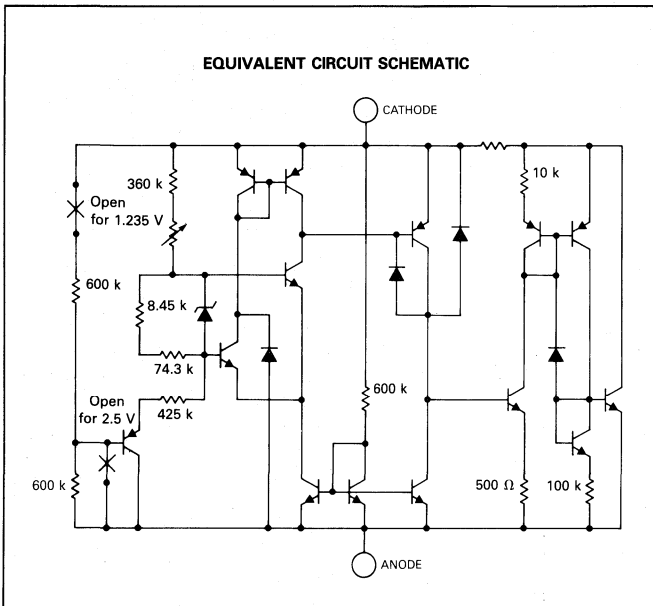 EQUIVALENT CIRCUIT SCHEMATIC
CATHODE
360 k
10 k
Open
for 1.235 V
600 k
8.45 k
74.3 k
600 k
Open
for 2.5 V
425 k
600 k
500 Ω
100 k
ANODE